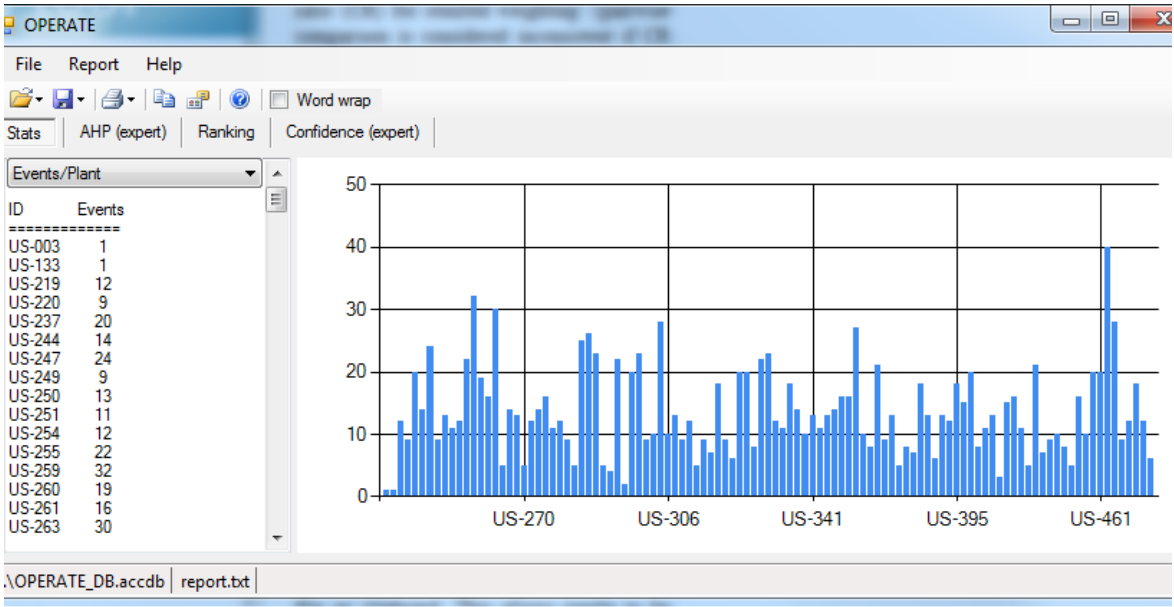 OPERATE
File Report Help
Word wrap
Stats AHP (expert) Ranking Confidence (expert)
Events/Plant
ID Events
=============
US-003 1
US-133 1
US-219 12
US-220 9
US-237 20
US-244 14
US-247 24
US-249 9
US-250 13
US-251 11
US-254 12
US-255 22
US-259 32
US-260 19
US-261 16
US-263 30
50
40
30
20
10
0
US-270 US-306 US-341 US-395 US-461
.\OPERATE_DB.accdb report.txt